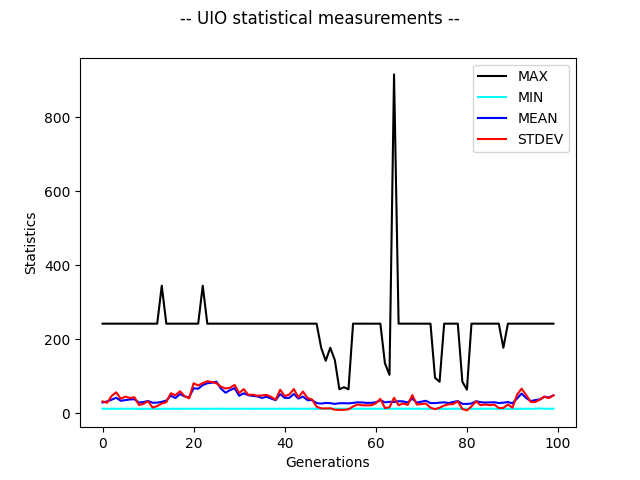 -- UIO statistical measurements --
MAX
MIN
MEAN
STDEV
Statistics
800
600
400
200
0
0 20 40 60 80 100
Generations